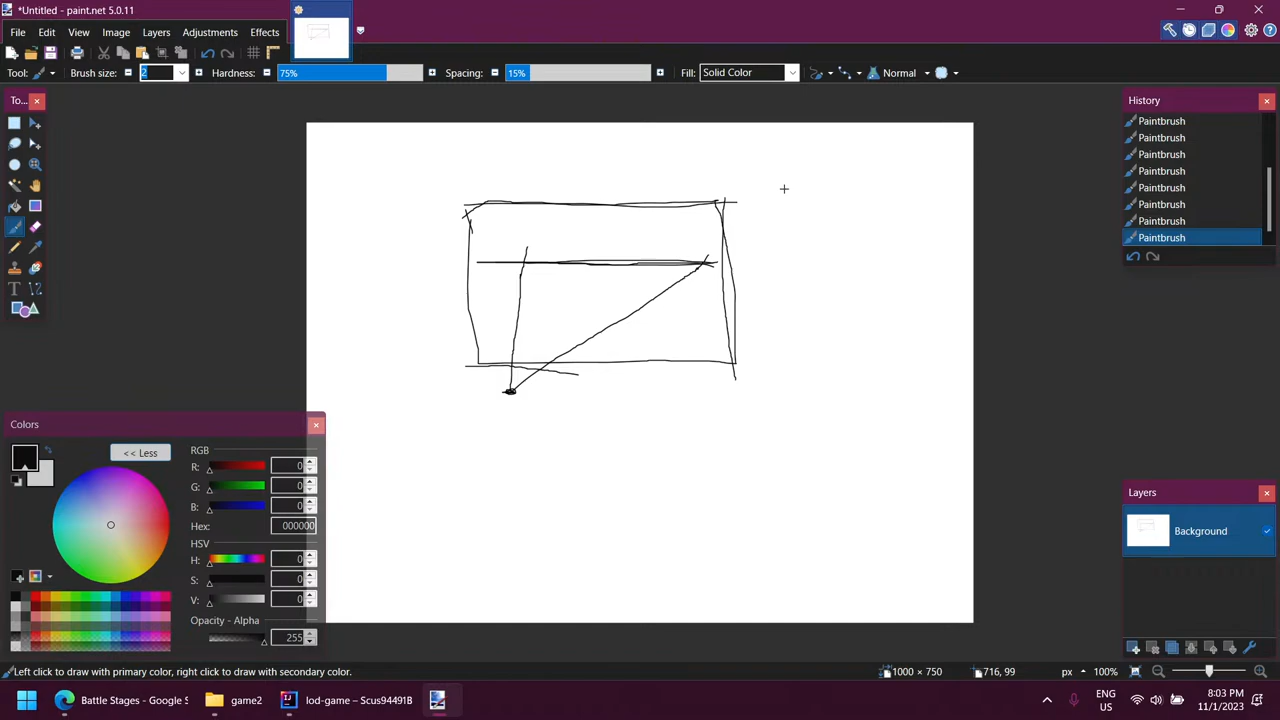 *Untitled - paint.net 5.0.11
File Edit View Image Layers Adjustments Effects
Tool: Brush size: 2 Hardness: 75% Spacing: 15% Fill: Solid Color Normal
To...
History
Paintbrush
Paintbrush
Paintbrush
Paintbrush
Paintbrush
Paintbrush
Paintbrush
Paintbrush
Colors
<< Less
RGB
R: 0
G: 0
B: 0
Hex: 000000
HSV
H: 0
S: 0
V: 0
Opacity - Alpha
255
Layers
Background
Left click to draw with primary color, right click to draw with secondary color.
1000 × 750
716, 99
px
100%
Battle Stages - Google S
game2
lod-game – Scus94491B
ENG
US
8:03 PM
11/1/2023